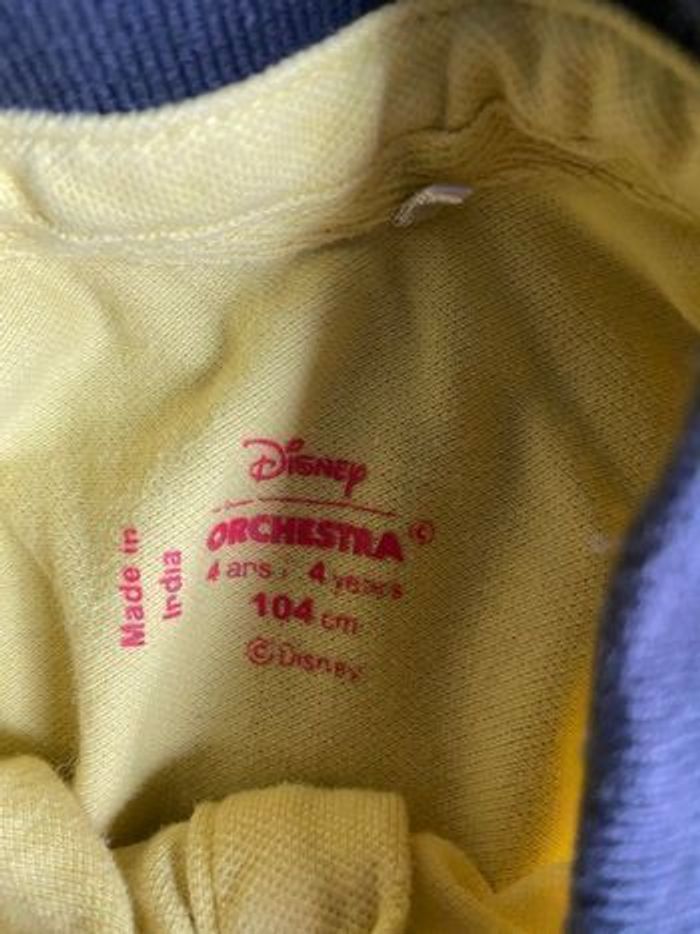 Disney
ORCHESTRA ©
4 ans / 4 years
104 cm
© Disney
Made in
India